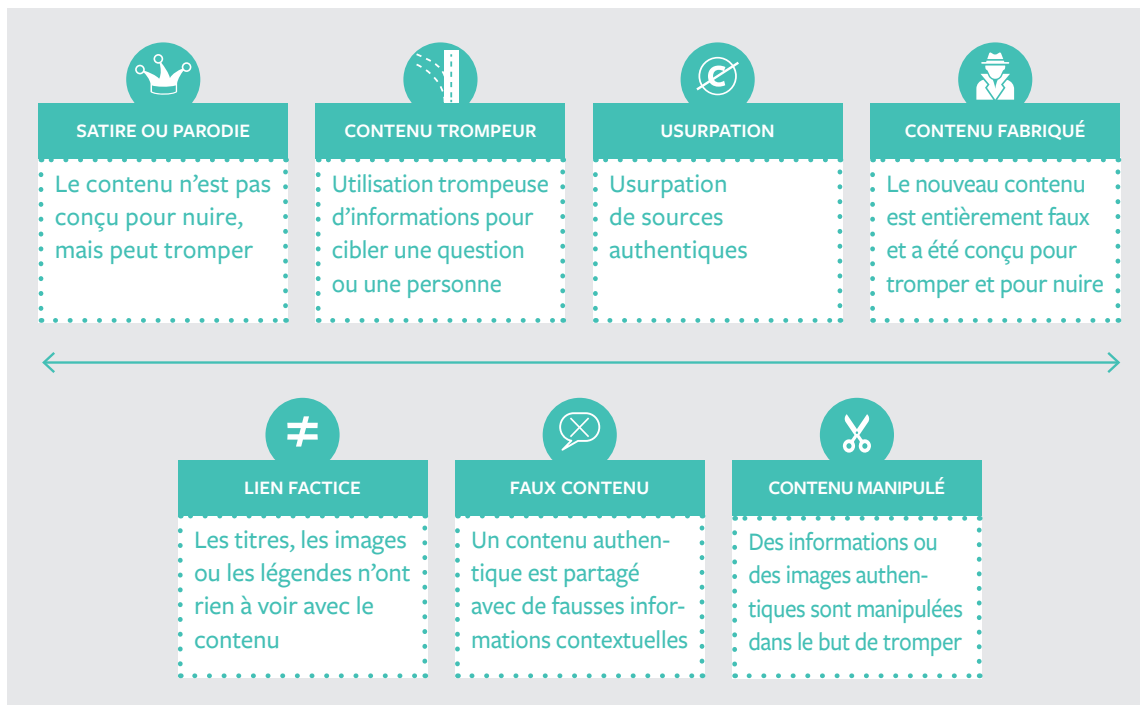 SATIRE OU PARODIE
Le contenu n’est pas
conçu pour nuire,
mais peut tromper
CONTENU TROMPEUR
Utilisation trompeuse
d’informations pour
cibler une question
ou une personne
C
USURPATION
Usurpation
de sources
authentiques
CONTENU FABRIQUÉ
Le nouveau contenu
est entièrement faux
et a été conçu pour
tromper et pour nuire
≠
LIEN FACTICE
Les titres, les images
ou les légendes n’ont
rien à voir avec le
contenu
FAUX CONTENU
Un contenu authen-
tique est partagé
avec de fausses infor-
mations contextuelles
CONTENU MANIPULÉ
Des informations ou
des images authen-
tiques sont manipulées
dans le but de tromper